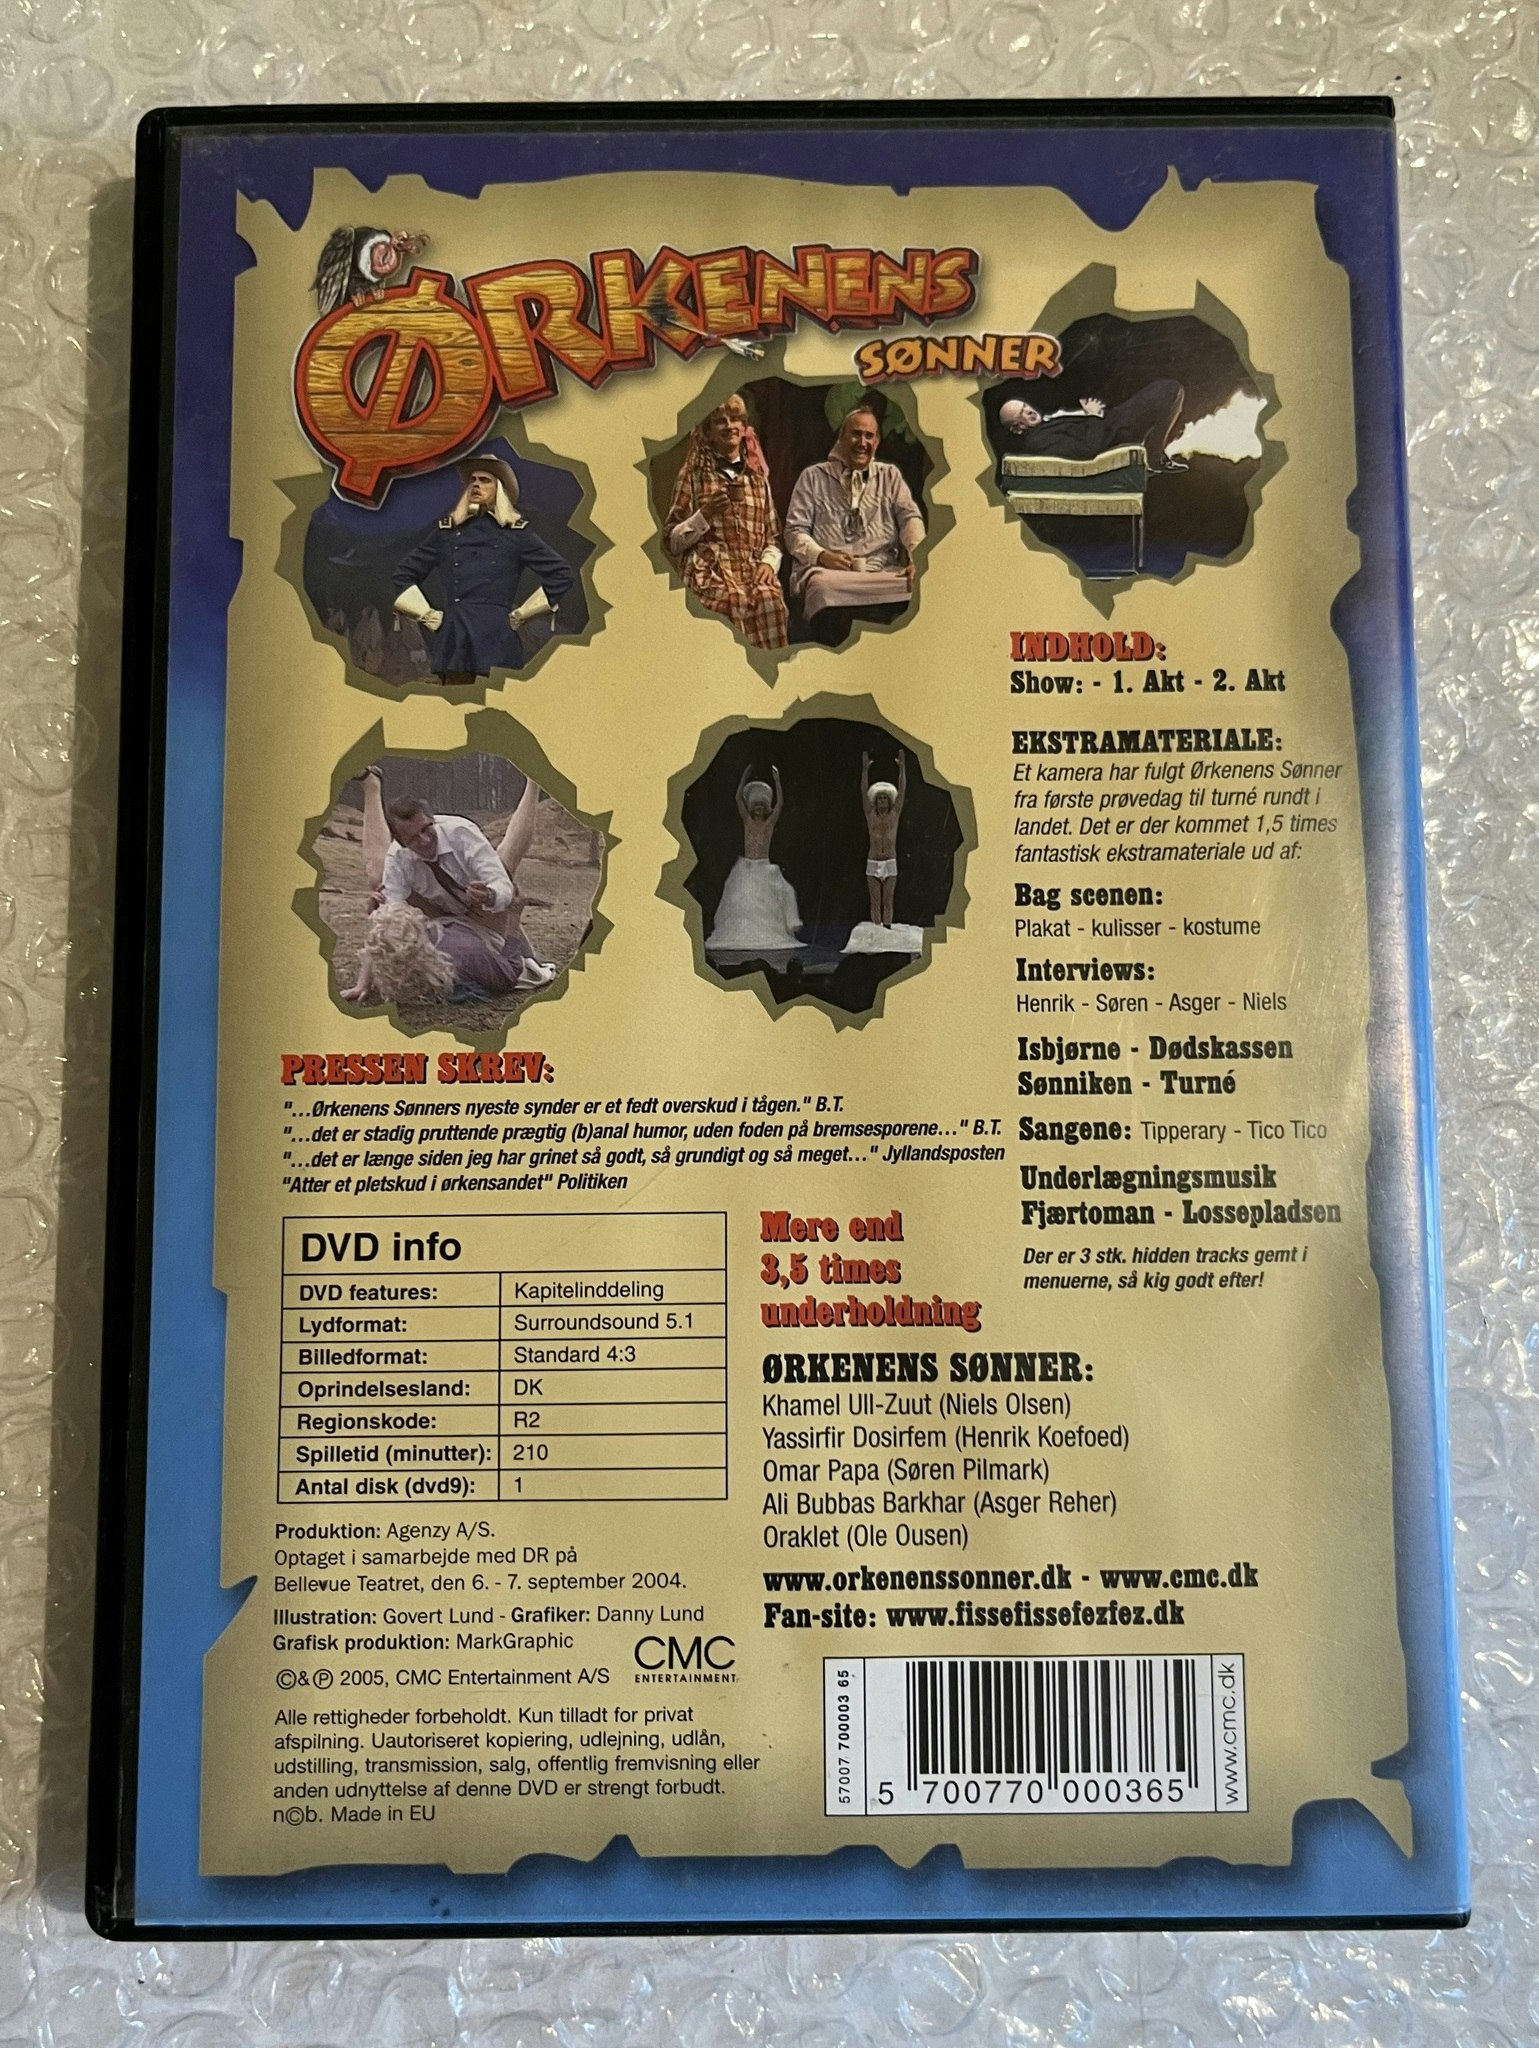 ØRKENENS
SØNNER
INDHOLD:
Show: - 1. Akt - 2. Akt
EKSTRAMATERIALE:
Et kamera har fulgt Ørkenens Sønner
fra første prøvedag til turné rundt i
landet. Det er der kommet 1,5 times
fantastisk ekstramateriale ud af:
Bag scenen:
Plakat - kulisser - kostume
Interviews:
Henrik - Søren - Asger - Niels
Isbjørne - Dødskassen
Sønniken - Turné
Sangene: Tipperary - Tico Tico
Underlægningsmusik
Fjærtoman - Lossepladsen
Der er 3 stk. hidden tracks gemt i
menuerne, så kig godt efter!
PRESSEN SKREV:
"...Ørkenens Sønners nyeste synder er et fedt overskud i tågen." B.T.
"...det er stadig pruttende prægtig (b)anal humor, uden foden på bremsesporene..." B.T.
"...det er længe siden jeg har grinet så godt, så grundigt og så meget..." Jyllandsposten
"Atter et pletskud i ørkensandet" Politiken
DVD info
DVD features: Kapitelinddeling
Lydformat: Surroundsound 5.1
Billedformat: Standard 4:3
Oprindelsesland: DK
Regionskode: R2
Spilletid (minutter): 210
Antal disk (dvd9): 1
Mere end
3,5 times
underholdning
ØRKENENS SØNNER:
Khamel Ull-Zuut (Niels Olsen)
Yassirfir Dosirfem (Henrik Koefoed)
Omar Papa (Søren Pilmark)
Ali Bubbas Barkhar (Asger Reher)
Oraklet (Ole Ousen)
www.orkenenssonner.dk - www.cmc.dk
Fan-site: www.fissefissefezfez.dk
Produktion: Agenzy A/S.
Optaget i samarbejde med DR på
Bellevue Teatret, den 6. - 7. september 2004.
Illustration: Govert Lund - Grafiker: Danny Lund
Grafisk produktion: MarkGraphic
©&℗ 2005, CMC Entertainment A/S
CMC
ENTERTAINMENT
Alle rettigheder forbeholdt. Kun tilladt for privat
afspilning. Uautoriseret kopiering, udlejning, udlån,
udstilling, transmission, salg, offentlig fremvisning eller
anden udnyttelse af denne DVD er strengt forbudt.
n©b. Made in EU
57007 700003 65
5 700770 000365
www.cmc.dk